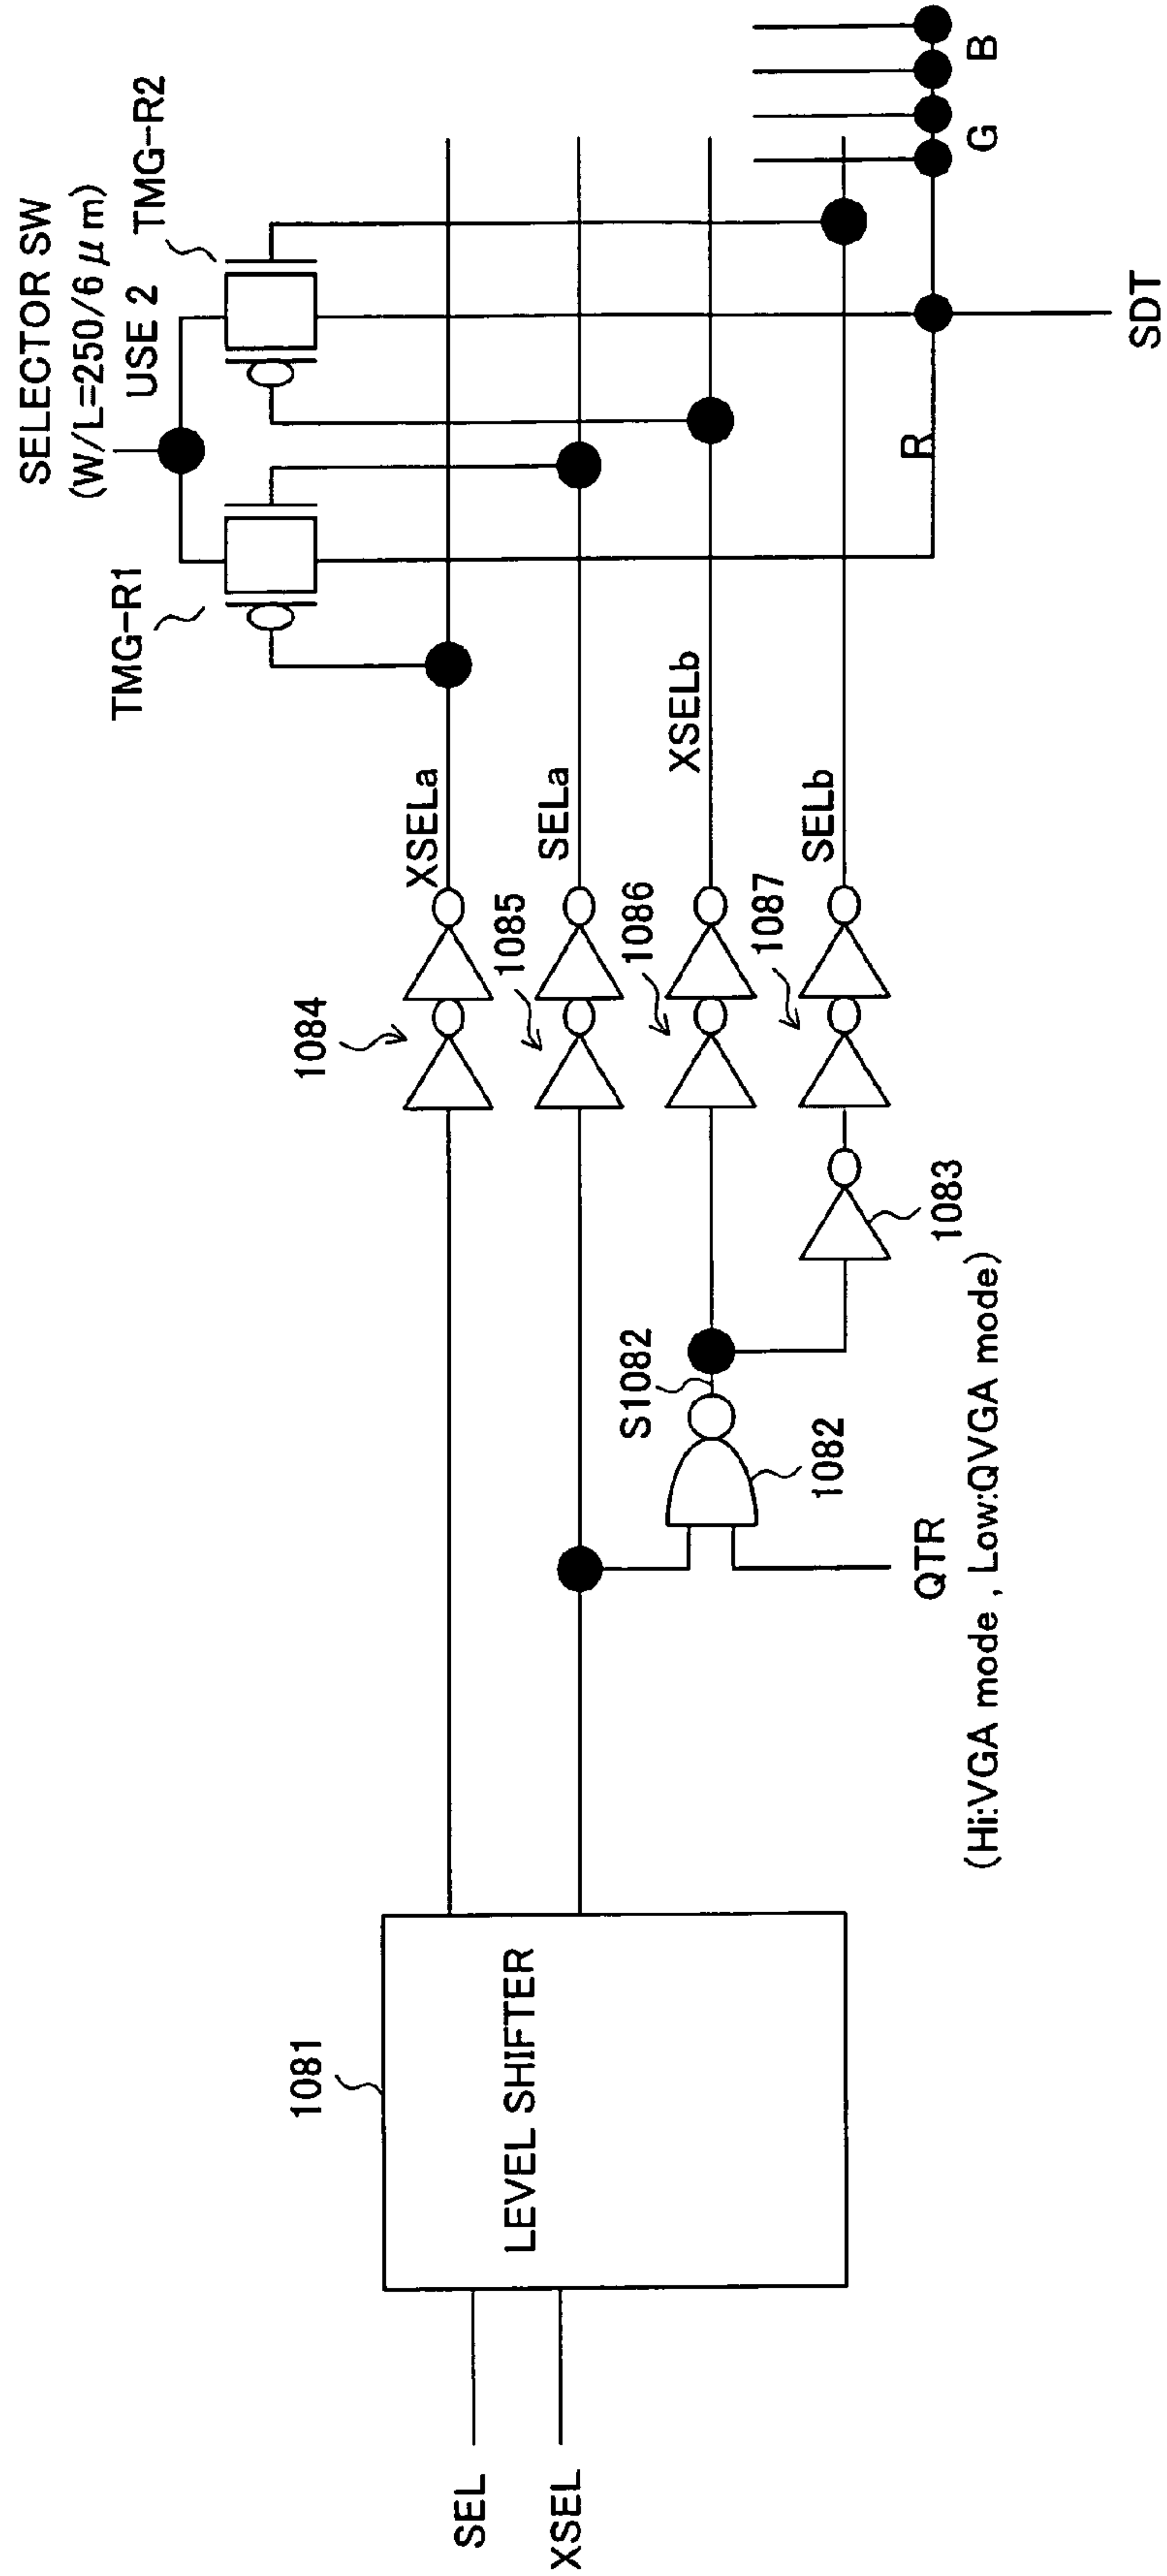 SELECTOR SW
(W/L=250/6μm)
USE 2
TMG-R1
TMG-R2
1081
LEVEL SHIFTER
SEL
XSEL
1084
XSELa
1085
SELa
1086
XSELb
1087
SELb
S1082
1082
1083
QTR
(Hi:VGA mode , Low:QVGA mode)
R
G
B
SDT